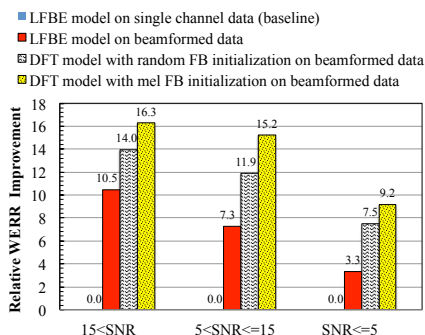 LFBE model on single channel data (baseline)
LFBE model on beamformed data
DFT model with random FB initialization on beamformed data
DFT model with mel FB initialization on beamformed data
Relative WERR Improvement
18
16
14
12
10
8
6
4
2
0
0.0 10.5 14.0 16.3
0.0 7.3 11.9 15.2
0.0 3.3 7.5 9.2
15<SNR 5<SNR<=15 SNR<=5